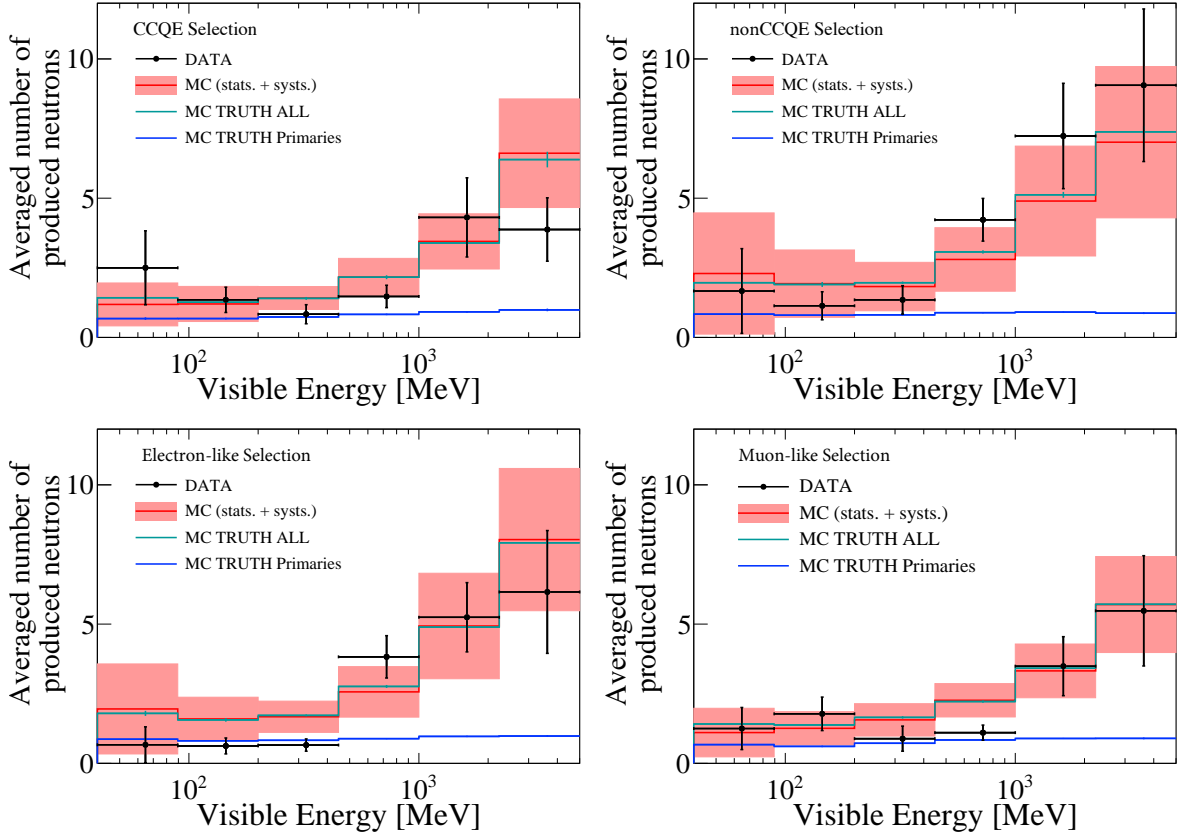 CCQE Selection
DATA
MC (stats. + systs.)
MC TRUTH ALL
MC TRUTH Primaries
Averaged number of
produced neutrons
10
5
0
10²
10³
Visible Energy [MeV]
nonCCQE Selection
DATA
MC (stats. + systs.)
MC TRUTH ALL
MC TRUTH Primaries
Averaged number of
produced neutrons
10
5
0
10²
10³
Visible Energy [MeV]
Electron-like Selection
DATA
MC (stats. + systs.)
MC TRUTH ALL
MC TRUTH Primaries
Averaged number of
produced neutrons
10
5
0
10²
10³
Visible Energy [MeV]
Muon-like Selection
DATA
MC (stats. + systs.)
MC TRUTH ALL
MC TRUTH Primaries
Averaged number of
produced neutrons
10
5
0
10²
10³
Visible Energy [MeV]